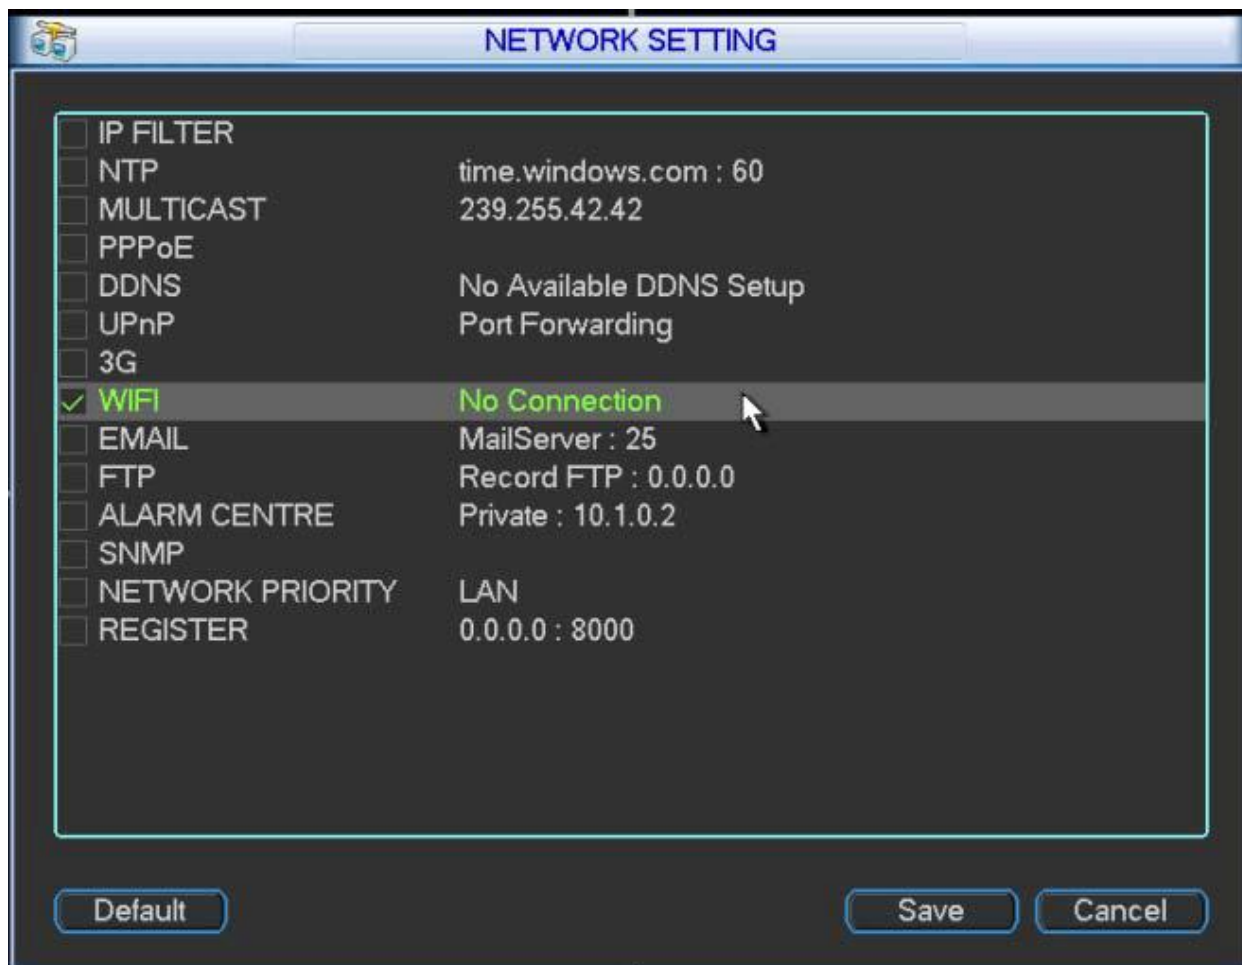 NETWORK SETTING
IP FILTER
NTP time.windows.com : 60
MULTICAST 239.255.42.42
PPPoE
DDNS No Available DDNS Setup
UPnP Port Forwarding
3G
WIFI No Connection
EMAIL MailServer : 25
FTP Record FTP : 0.0.0.0
ALARM CENTRE Private : 10.1.0.2
SNMP
NETWORK PRIORITY LAN
REGISTER 0.0.0.0 : 8000
Default Save Cancel